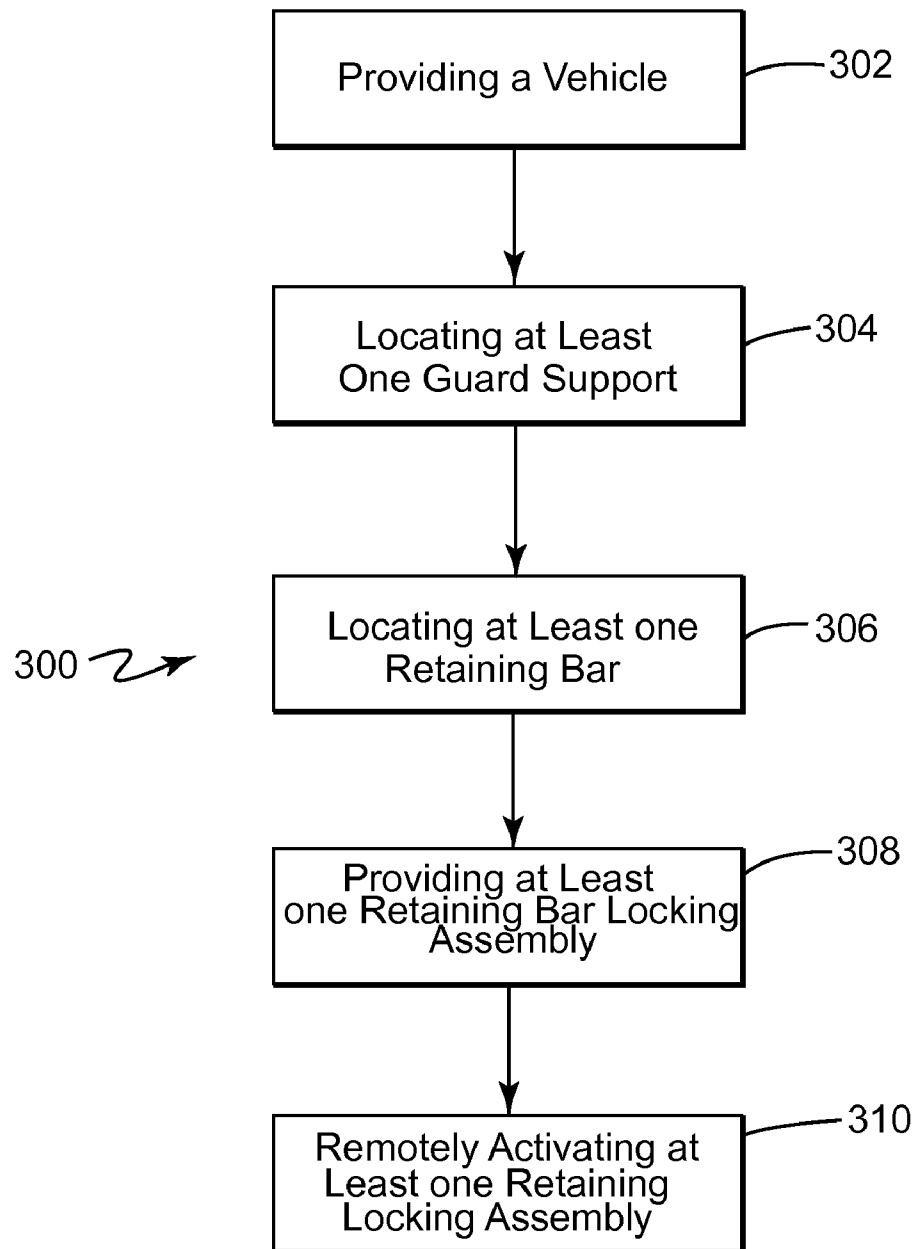 Providing a Vehicle
302
Locating at Least
One Guard Support
304
Locating at Least one
Retaining Bar
306
300
Providing at Least
one Retaining Bar Locking
Assembly
308
Remotely Activating at
Least one Retaining
Locking Assembly
310